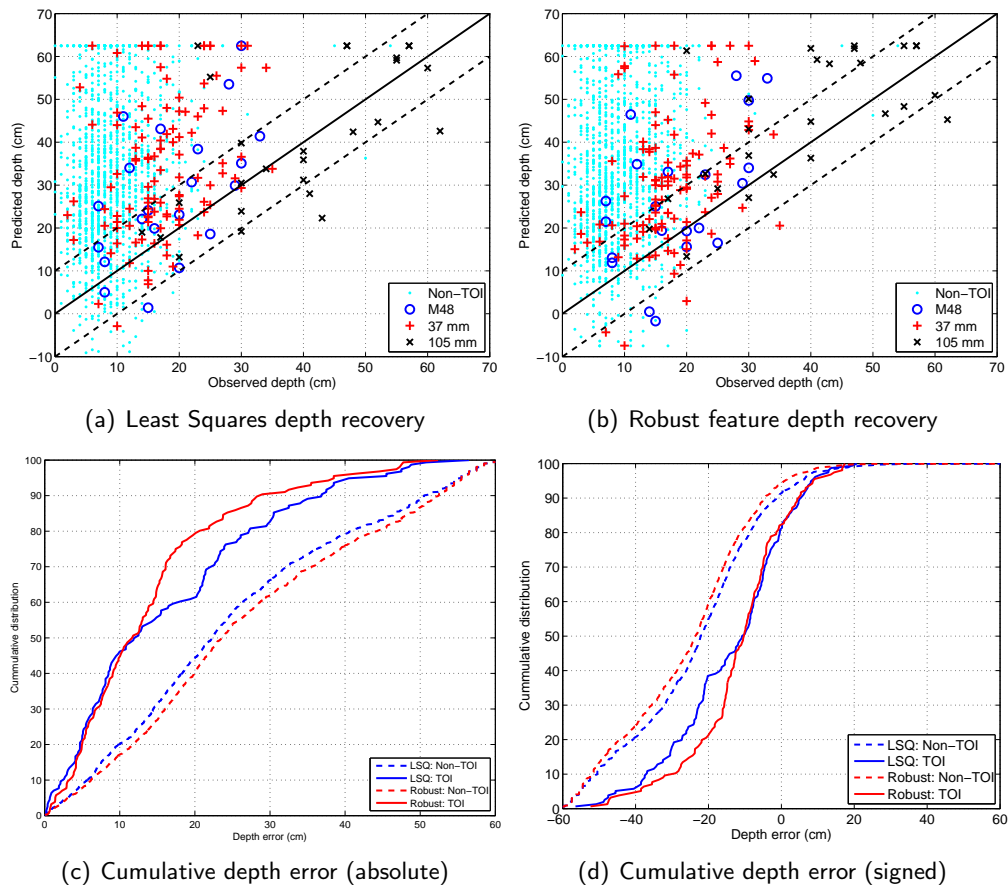 70
60
50
40
30
20
10
0
−10
0 10 20 30 40 50 60 70
Predicted depth (cm)
Observed depth (cm)
Non−TOI
M48
37 mm
105 mm
(a) Least Squares depth recovery
70
60
50
40
30
20
10
0
−10
0 10 20 30 40 50 60 70
Predicted depth (cm)
Observed depth (cm)
Non−TOI
M48
37 mm
105 mm
(b) Robust feature depth recovery
100
90
80
70
60
50
40
30
20
10
0
0 10 20 30 40 50 60
Cummulative distribution
Depth error (cm)
LSQ: Non−TOI
LSQ: TOI
Robust: Non−TOI
Robust: TOI
(c) Cumulative depth error (absolute)
100
90
80
70
60
50
40
30
20
10
0
−60 −40 −20 0 20 40 60
Cummulative distribution
Depth error (cm)
LSQ: Non−TOI
LSQ: TOI
Robust: Non−TOI
Robust: TOI
(d) Cumulative depth error (signed)